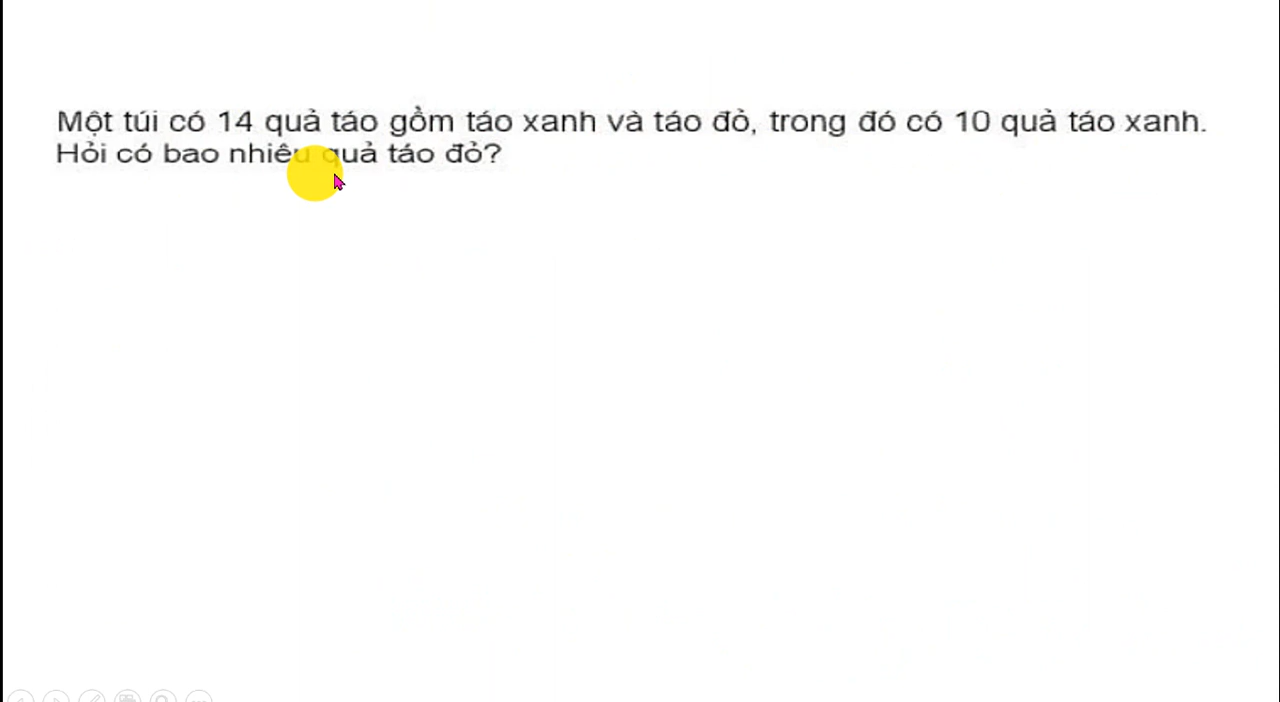 Một túi có 14 quả táo gồm táo xanh và táo đỏ, trong đó có 10 quả táo xanh.
Hỏi có bao nhiêu quả táo đỏ?